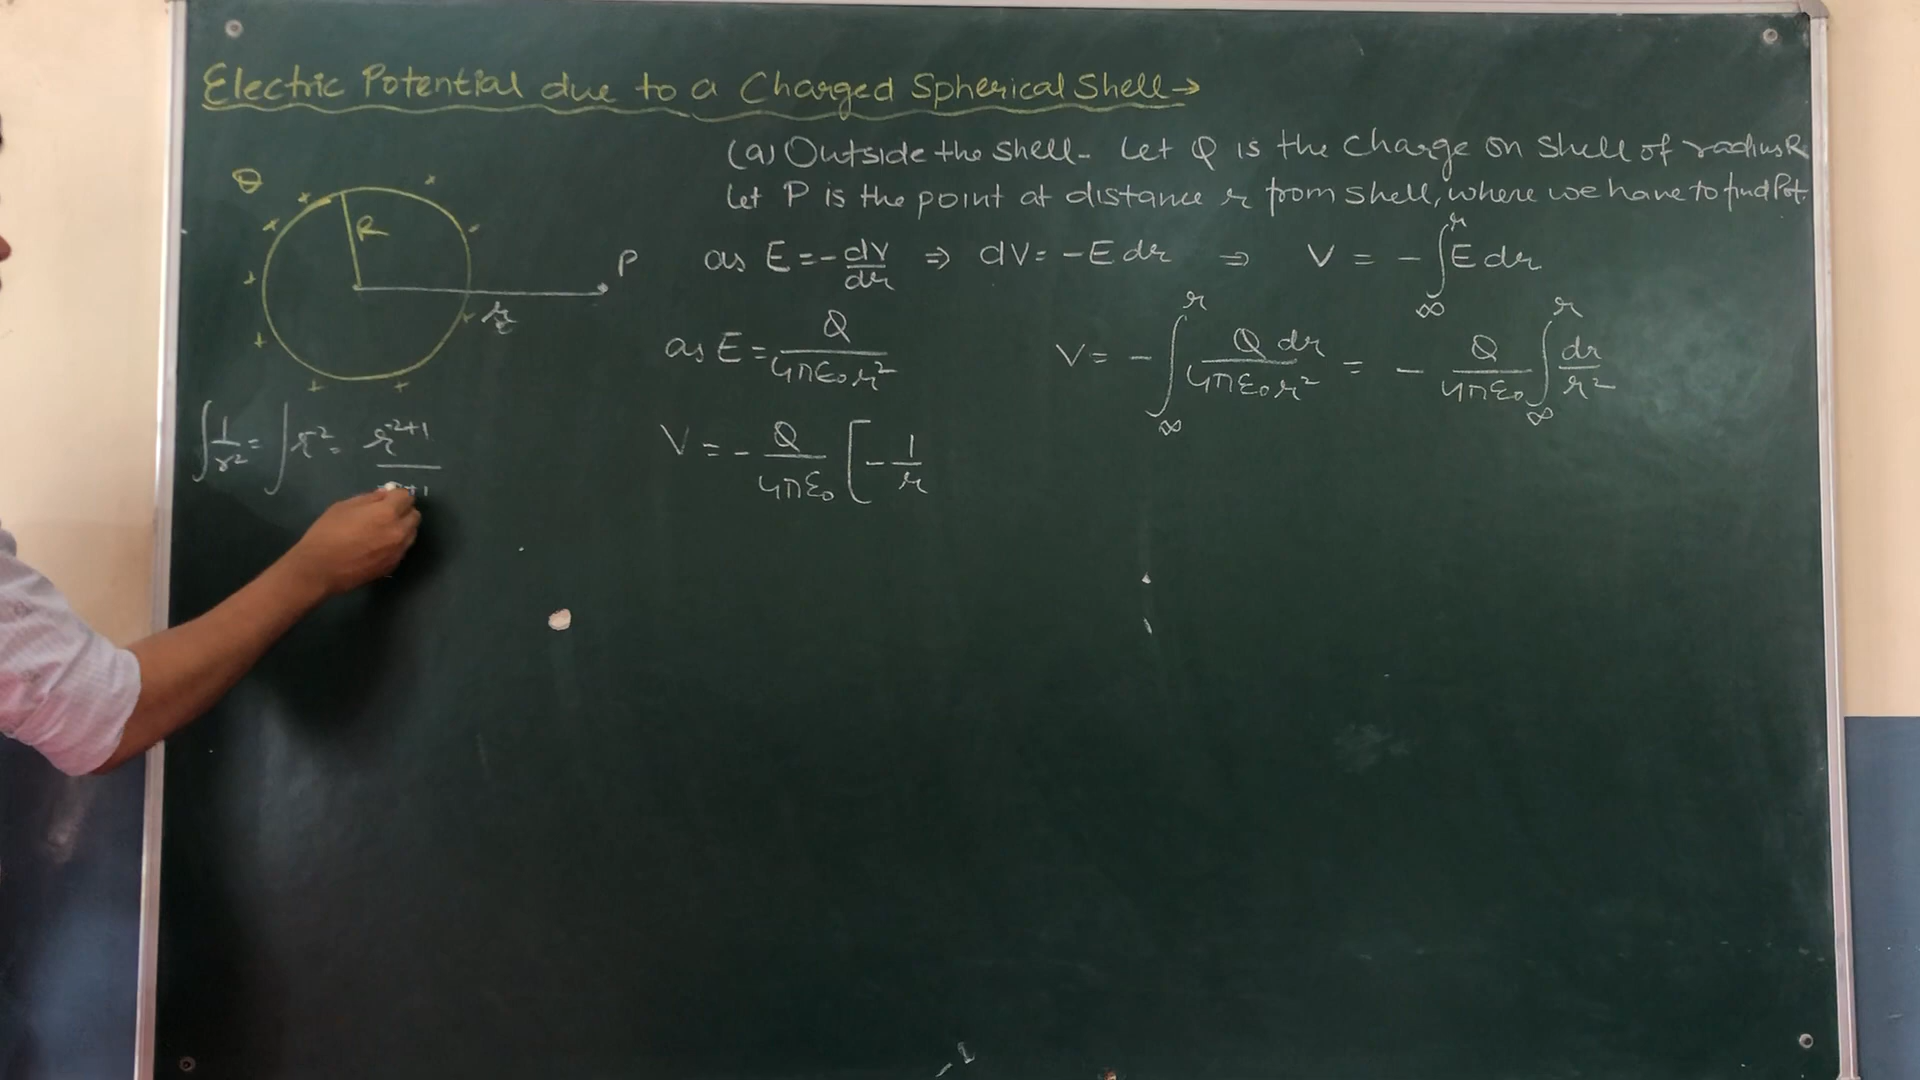 Electric Potential due to a Charged Spherical Shell→
(a) Outside the shell- Let Q is the charge on shell of radius R
Let P is the point at distance r from shell, where we have to find Pot.
Q
R
P
r
as E = -dV/dr ⇒ dV = -E dr ⇒ V = -∫_∞^r E dr
as E = Q/4πε₀r²
V = -∫_∞^r Q dr/4πε₀r² = -Q/4πε₀ ∫_∞^r dr/r²
∫1/r² = ∫r⁻² = r⁻²⁺¹/-2+1
V = -Q/4πε₀ [-1/r